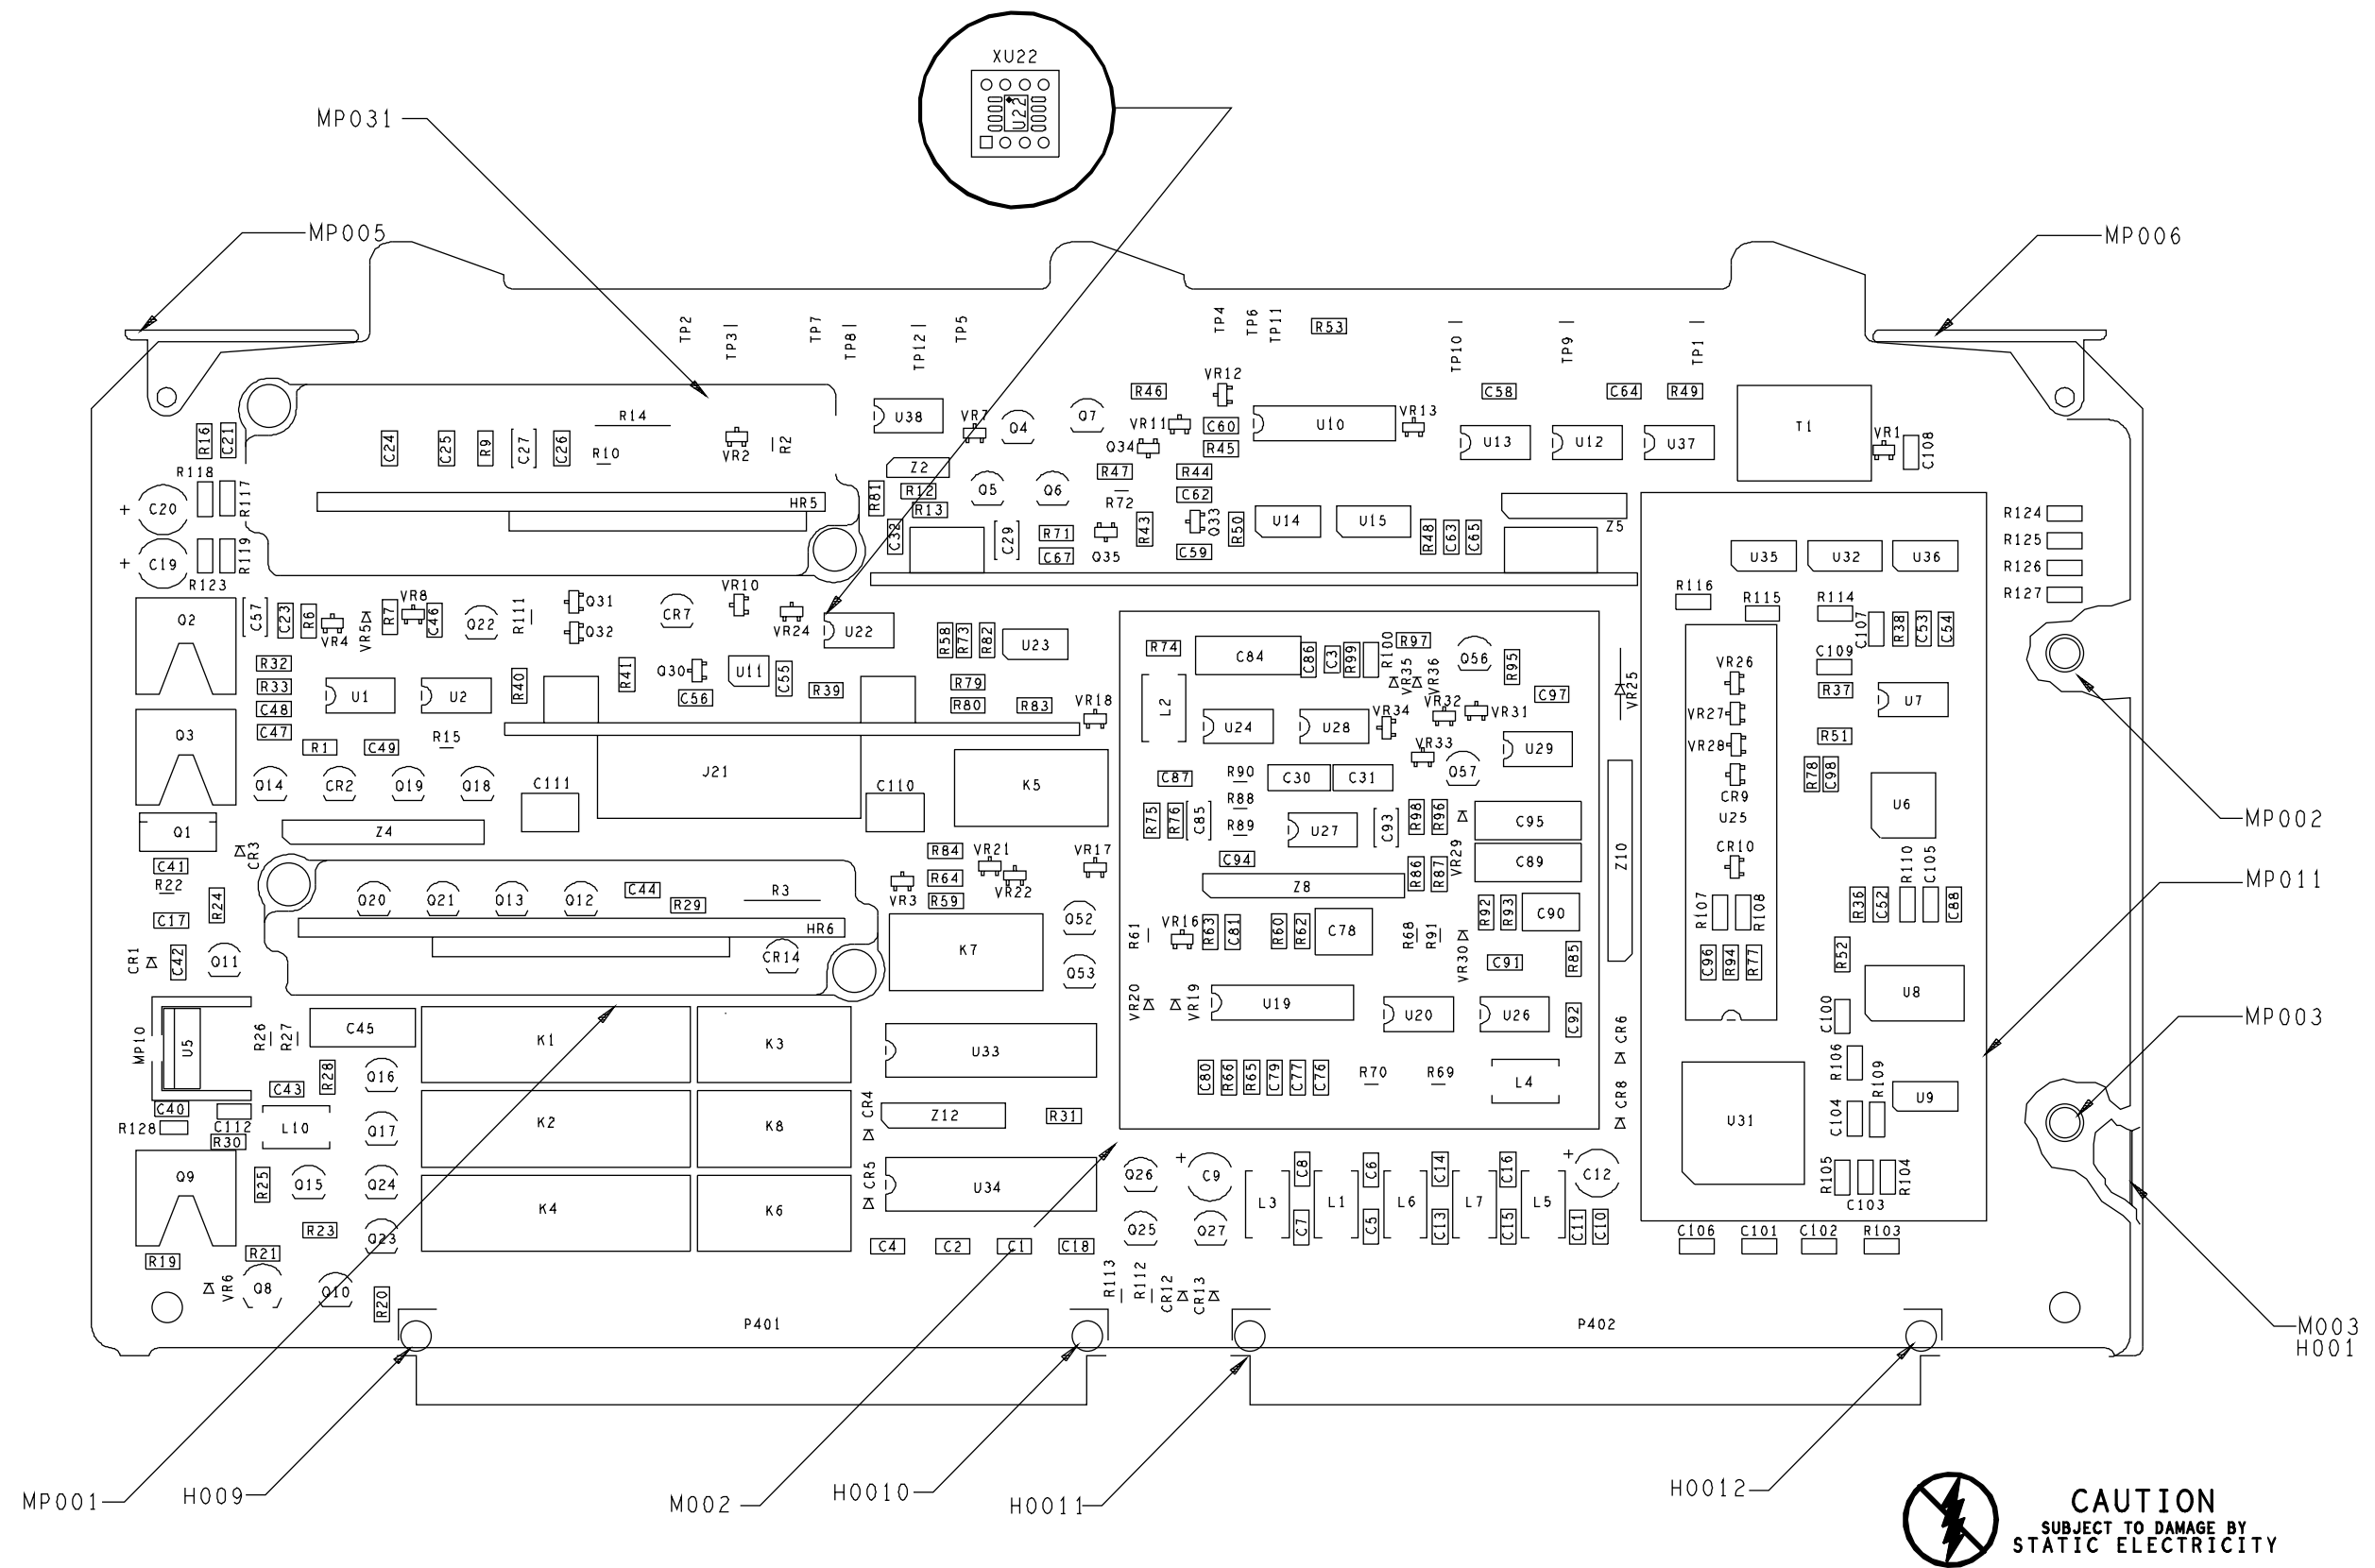 XU22
U22
MP031
MP005
MP006
TP2
TP3
TP7
TP8
TP12
TP5
TP4
TP6
TP11
R53
TP10
TP9
TP1
VR12
R46
C58
C64
R49
R14
U38
VR7
Q4
Q7
VR11
C60
U10
VR13
U13
U12
U37
T1
VR1
C108
R16
C21
C24
C25
R9
C27
C26
R10
VR2
R2
Q34
R45
R118
R117
Z2
R47
R44
C20
HR5
R81
R12
R13
Q5
Q6
R72
C62
C32
C29
R71
C67
Q35
R43
Q33
C59
R50
U14
U15
R48
C63
C65
Z5
R124
R125
R126
R127
C19
R119
R123
U35
U32
U36
R116
R115
R114
Q2
C57
C23
R6
VR4
VR5
R7
VR8
C46
Q22
R111
Q31
Q32
CR7
VR10
VR24
U22
R58
R73
R82
U23
C107
R38
C53
C54
R74
C84
C86
C3
R99
R100
R97
VR35
VR36
Q56
R95
C97
VR25
VR26
C109
R32
R33
C48
C47
U1
U2
R40
R41
Q30
C56
U11
C55
R39
R79
R80
R83
VR18
L2
U24
U28
VR34
VR32
VR31
VR33
U29
Q57
VR27
VR28
R37
U7
R51
Q3
R1
C49
R15
Q14
CR2
Q19
Q18
C111
J21
C110
K5
C87
R90
R88
R89
C30
C31
R78
C98
CR9
U25
U6
MP002
Q1
Z4
R75
R76
C85
U27
C93
R98
R96
C95
CR10
CR3
C41
R22
R84
VR21
VR17
C94
R86
R87
VR29
C89
Z10
R110
C105
MP011
R24
C17
Q20
Q21
Q13
Q12
C44
R29
R3
VR3
R64
VR22
R59
Z8
R92
R93
C90
R107
R108
R36
C52
C88
HR6
CR1
C42
Q11
CR14
K7
Q52
Q53
R61
VR16
R63
C81
R60
R62
C78
R68
R91
VR30
C91
R85
C96
R94
R77
R52
MP003
VR20
VR19
U19
U20
U26
C92
CR6
C100
U8
MP10
U5
R26
R27
C45
K1
K3
U33
R28
Q16
C43
C80
R66
R65
C79
C77
C76
R70
R69
L4
R106
R109
U9
C40
C112
R128
R30
L10
Q17
K2
K8
CR4
Z12
R31
CR8
U31
C104
Q9
R25
Q15
Q24
CR5
U34
Q26
C9
C8
C6
C14
C16
C12
R105
C103
R104
K4
K6
L3
L1
L6
L7
L5
R23
Q23
Q25
Q27
C7
C5
C13
C15
C11
C10
C106
C101
C102
R103
R19
R21
C4
C2
C1
C18
VR6
Q8
Q10
R20
R113
R112
CR12
CR13
P401
P402
M003
H001
MP001
H009
M002
H0010
H0011
H0012
CAUTION
SUBJECT TO DAMAGE BY
STATIC ELECTRICITY